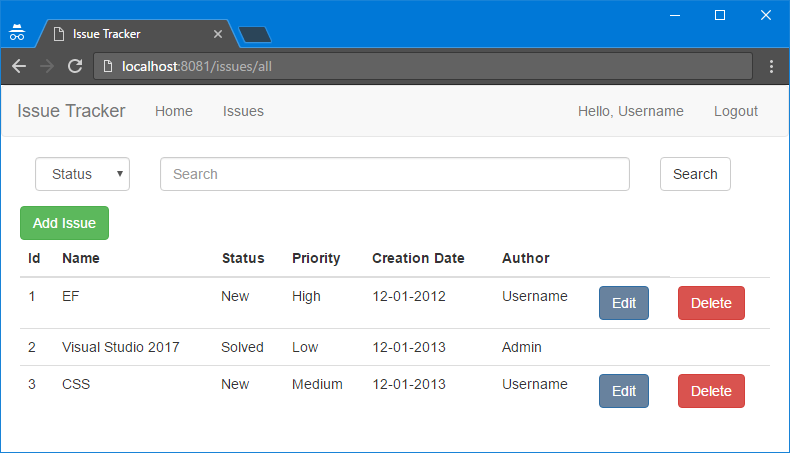 Issue Tracker
localhost:8081/issues/all
Issue Tracker Home Issues Hello, Username Logout
Status Search Search
Add Issue
Id Name Status Priority Creation Date Author
1 EF New High 12-01-2012 Username Edit Delete
2 Visual Studio 2017 Solved Low 12-01-2013 Admin
3 CSS New Medium 12-01-2013 Username Edit Delete